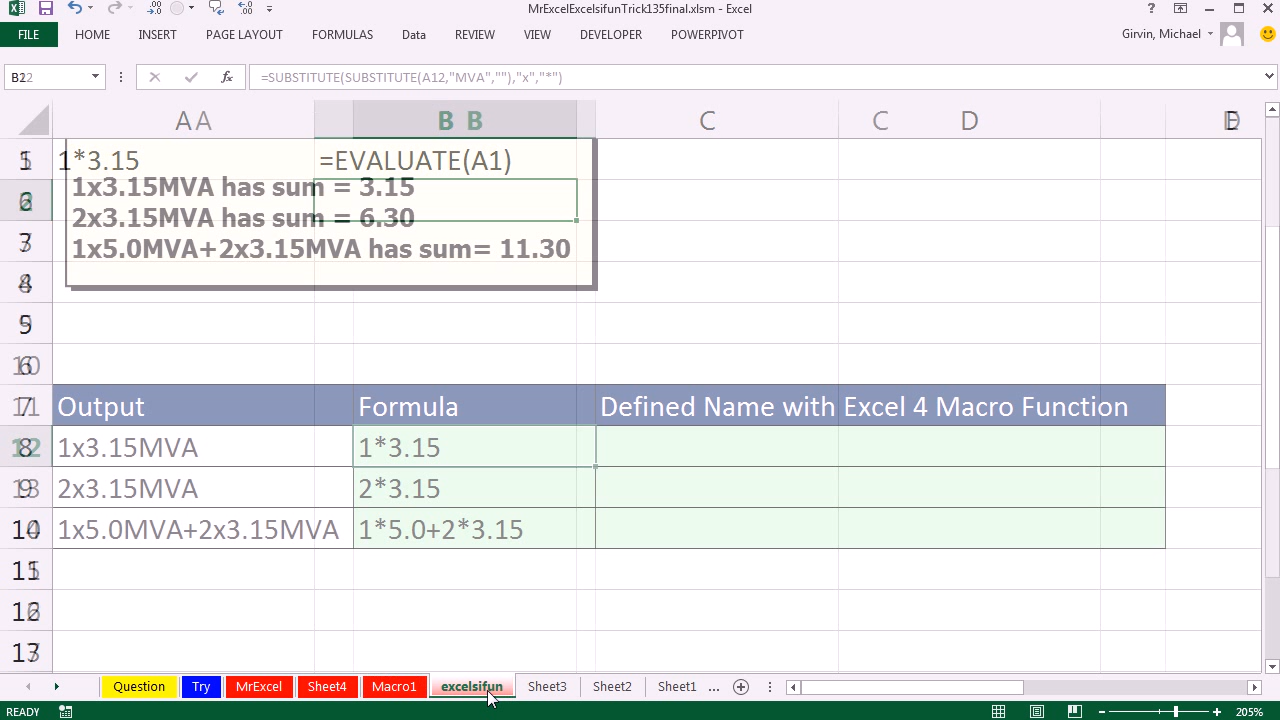 MrExcelExcelsifunTrick135final.xlsm - Excel
FILE HOME INSERT PAGE LAYOUT FORMULAS Data REVIEW VIEW DEVELOPER POWERPIVOT Girvin, Michael
=SUBSTITUTE(SUBSTITUTE(A12,"MVA",""),"x","*")
A A B B C C D E
1 1*3.15 =EVALUATE(A1)
1x3.15MVA has sum = 3.15
2x3.15MVA has sum = 6.30
1x5.0MVA+2x3.15MVA has sum= 11.30
Output Formula Defined Name with Excel 4 Macro Function
1x3.15MVA 1*3.15
2x3.15MVA 2*3.15
1x5.0MVA+2x3.15MVA 1*5.0+2*3.15
Question Try MrExcel Sheet4 Macro1 excelsifun Sheet3 Sheet2 Sheet1 ...
READY 205%